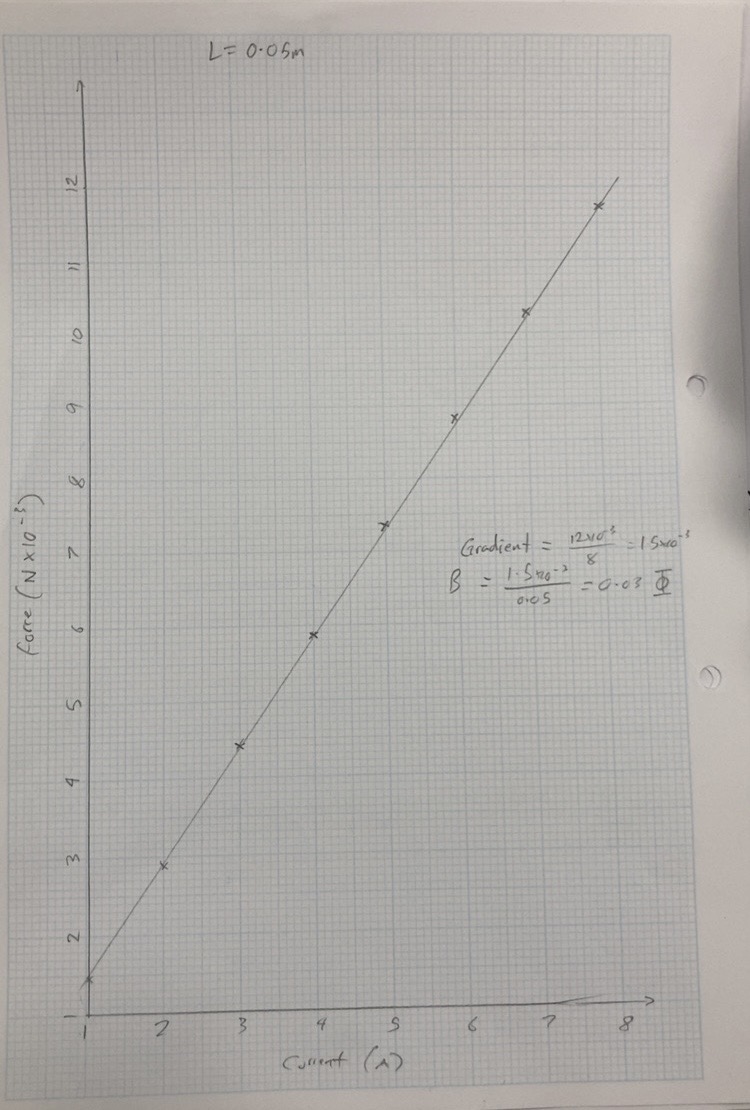 L = 0.05m
12
11
10
9
8
7
6
5
4
3
2
1
Force (N x 10⁻³)
Gradient = 12x10⁻³ / 8 = 1.5x10⁻³
B = 1.5x10⁻³ / 0.05 = 0.03
1 2 3 4 5 6 7 8
Current (A)